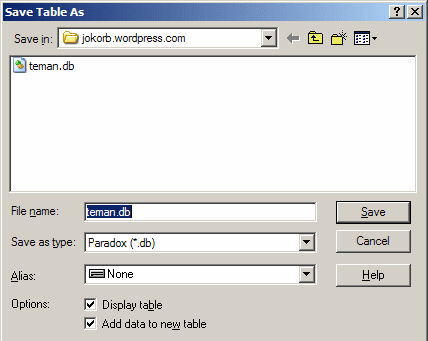 Save Table As
Save in: jokorb.wordpress.com
teman.db
File name: teman.db Save
Save as type: Paradox (*.db) Cancel
Alias: None Help
Options: Display table
Add data to new table